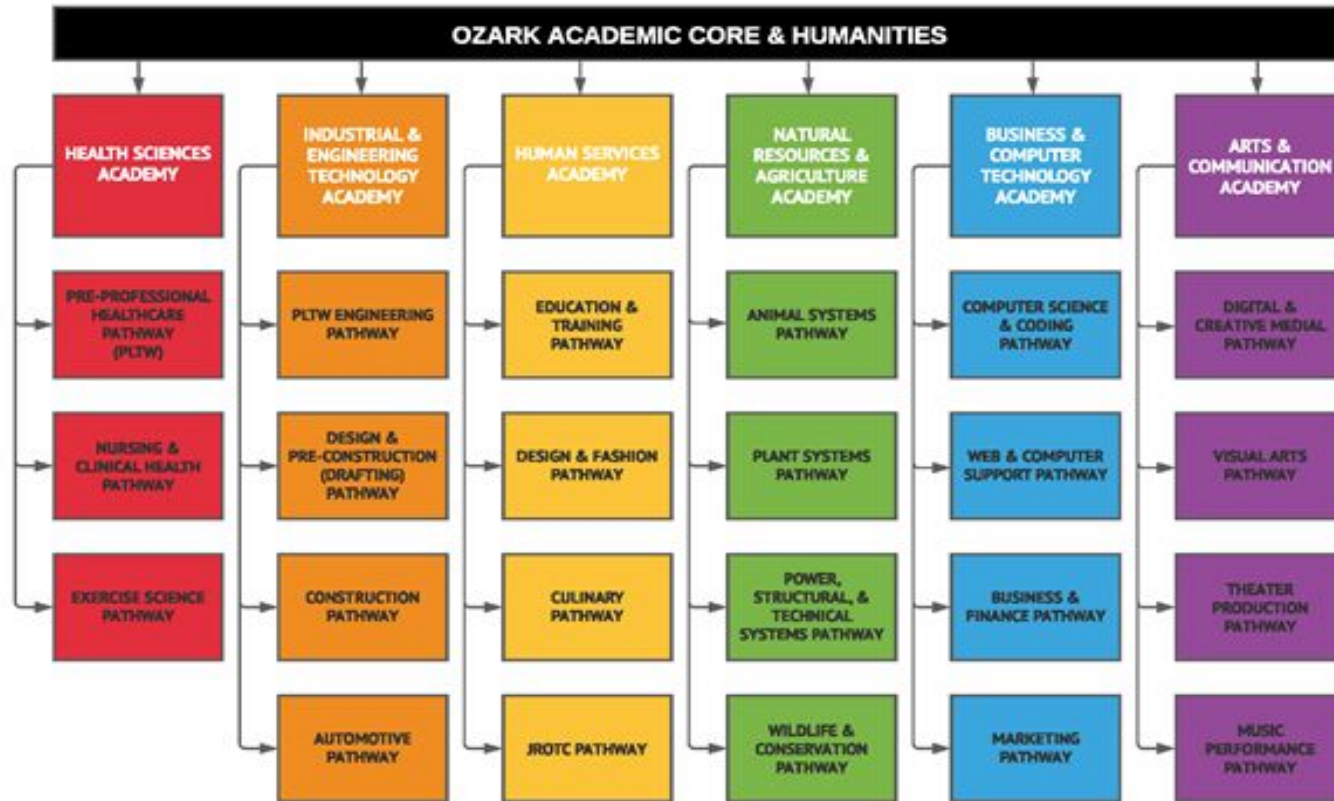 OZARK ACADEMIC CORE & HUMANITIES
HEALTH SCIENCES
ACADEMY
PRE-PROFESSIONAL
HEALTHCARE
PATHWAY
(PLTW)
NURSING &
CLINICAL HEALTH
PATHWAY
EXERCISE SCIENCE
PATHWAY
INDUSTRIAL &
ENGINEERING
TECHNOLOGY
ACADEMY
PLTW ENGINEERING
PATHWAY
DESIGN &
PRE-CONSTRUCTION
(DRAFTING)
PATHWAY
CONSTRUCTION
PATHWAY
AUTOMOTIVE
PATHWAY
HUMAN SERVICES
ACADEMY
EDUCATION &
TRAINING
PATHWAY
DESIGN & FASHION
PATHWAY
CULINARY
PATHWAY
JROTC PATHWAY
NATURAL
RESOURCES &
AGRICULTURE
ACADEMY
ANIMAL SYSTEMS
PATHWAY
PLANT SYSTEMS
PATHWAY
POWER,
STRUCTURAL, &
TECHNICAL
SYSTEMS PATHWAY
WILDLIFE &
CONSERVATION
PATHWAY
BUSINESS &
COMPUTER
TECHNOLOGY
ACADEMY
COMPUTER SCIENCE
& CODING
PATHWAY
WEB & COMPUTER
SUPPORT PATHWAY
BUSINESS &
FINANCE PATHWAY
MARKETING
PATHWAY
ARTS &
COMMUNICATION
ACADEMY
DIGITAL &
CREATIVE MEDIAL
PATHWAY
VISUAL ARTS
PATHWAY
THEATER
PRODUCTION
PATHWAY
MUSIC
PERFORMANCE
PATHWAY